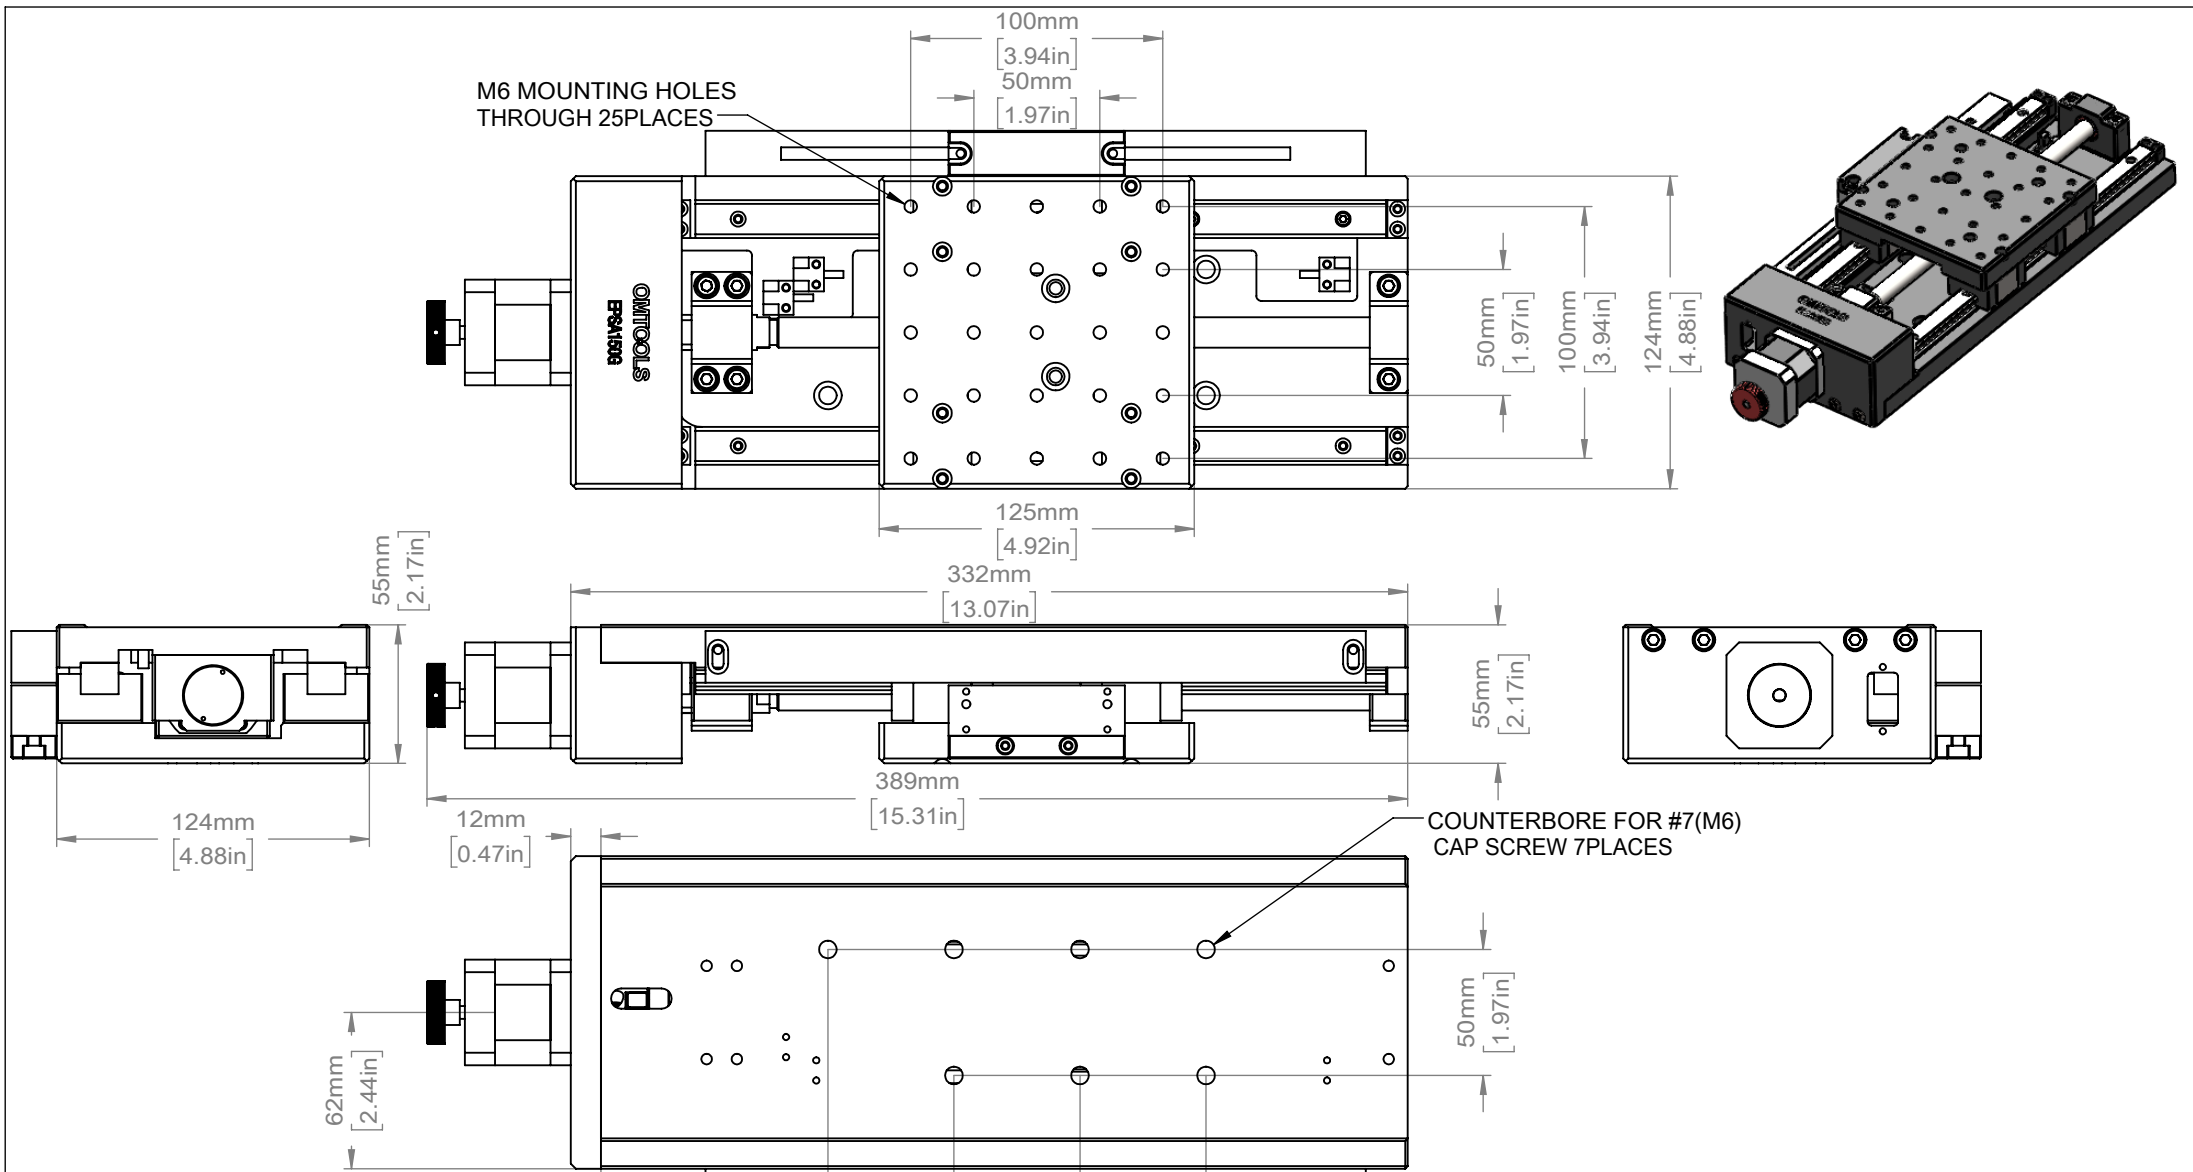 100mm
[3.94in]
50mm
[1.97in]
M6 MOUNTING HOLES
THROUGH 25PLACES
OMTOOLS
EPSA150G
50mm
[1.97in]
100mm
[3.94in]
124mm
[4.88in]
125mm
[4.92in]
55mm
[2.17in]
332mm
[13.07in]
55mm
[2.17in]
389mm
[15.31in]
124mm
[4.88in]
12mm
[0.47in]
COUNTERBORE FOR #7(M6)
CAP SCREW 7PLACES
50mm
[1.97in]
62mm
[2.44in]